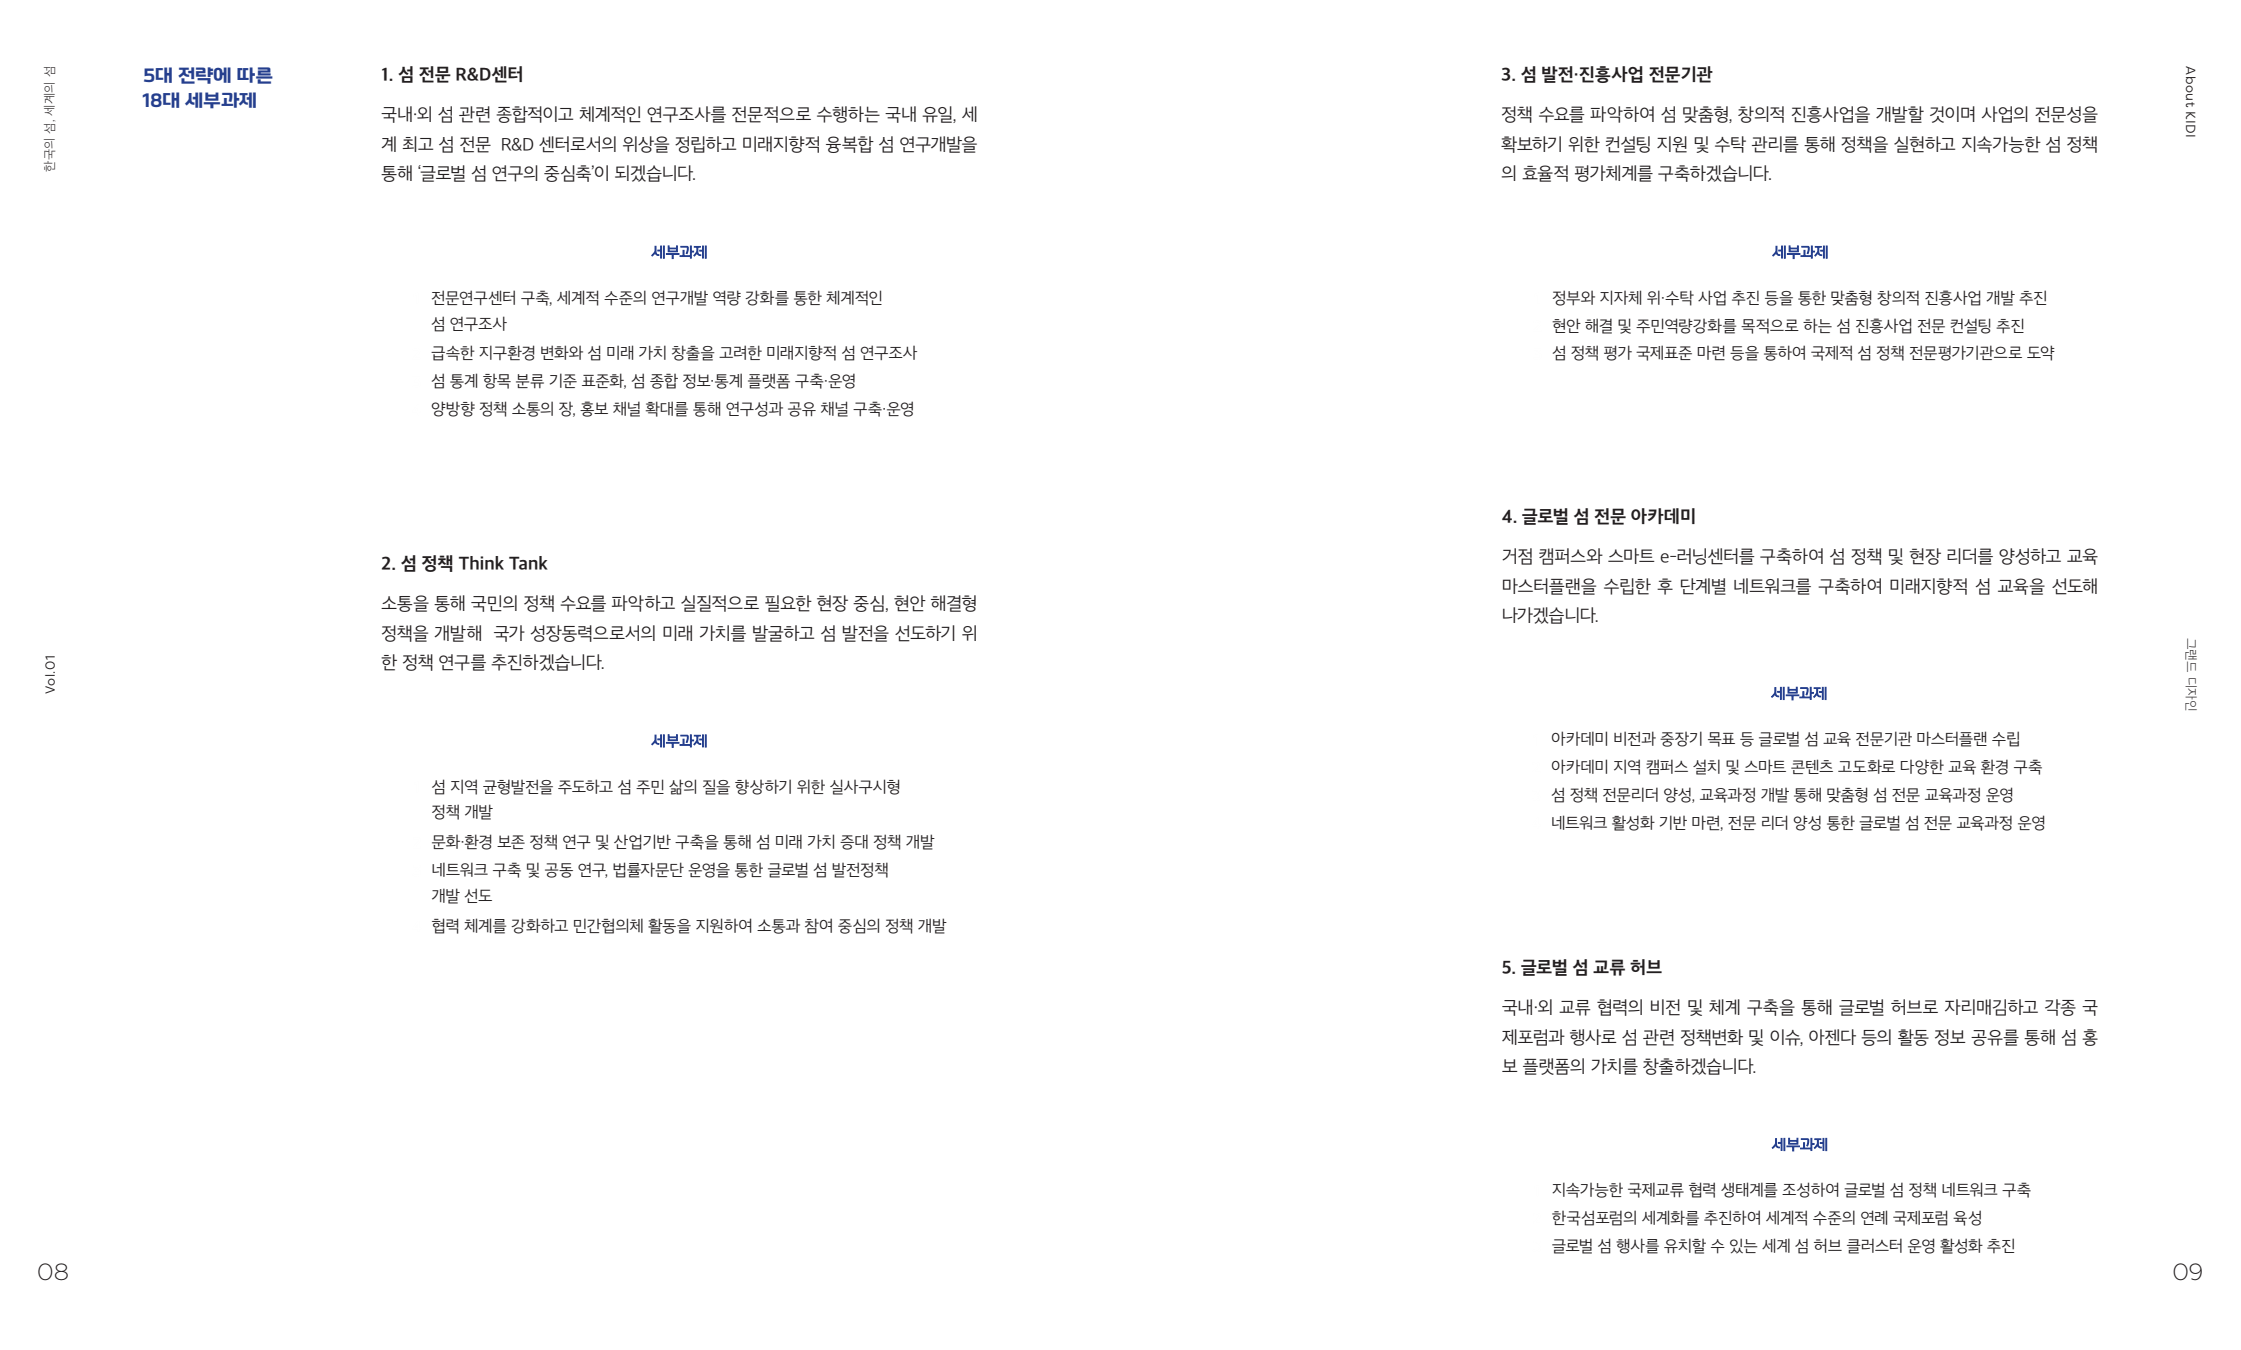 한국의 섬, 세계의 섬
Vol.01
08
5대 전략에 따른
18대 세부과제
1. 섬 전문 R&D센터
국내·외 섬 관련 종합적이고 체계적인 연구조사를 전문적으로 수행하는 국내 유일, 세
계 최고 섬 전문 R&D 센터로서의 위상을 정립하고 미래지향적 융복합 섬 연구개발을
통해 ‘글로벌 섬 연구의 중심축’이 되겠습니다.
세부과제
전문연구센터 구축, 세계적 수준의 연구개발 역량 강화를 통한 체계적인
섬 연구조사
급속한 지구환경 변화와 섬 미래 가치 창출을 고려한 미래지향적 섬 연구조사
섬 통계 항목 분류 기준 표준화, 섬 종합 정보·통계 플랫폼 구축·운영
양방향 정책 소통의 장, 홍보 채널 확대를 통해 연구성과 공유 채널 구축·운영
2. 섬 정책 Think Tank
소통을 통해 국민의 정책 수요를 파악하고 실질적으로 필요한 현장 중심, 현안 해결형
정책을 개발해 국가 성장동력으로서의 미래 가치를 발굴하고 섬 발전을 선도하기 위
한 정책 연구를 추진하겠습니다.
세부과제
섬 지역 균형발전을 주도하고 섬 주민 삶의 질을 향상하기 위한 실사구시형
정책 개발
문화·환경 보존 정책 연구 및 산업기반 구축을 통해 섬 미래 가치 증대 정책 개발
네트워크 구축 및 공동 연구, 법률자문단 운영을 통한 글로벌 섬 발전정책
개발 선도
협력 체계를 강화하고 민간협의체 활동을 지원하여 소통과 참여 중심의 정책 개발
3. 섬 발전·진흥사업 전문기관
정책 수요를 파악하여 섬 맞춤형, 창의적 진흥사업을 개발할 것이며 사업의 전문성을
확보하기 위한 컨설팅 지원 및 수탁 관리를 통해 정책을 실현하고 지속가능한 섬 정책
의 효율적 평가체계를 구축하겠습니다.
세부과제
정부와 지자체 위·수탁 사업 추진 등을 통한 맞춤형 창의적 진흥사업 개발 추진
현안 해결 및 주민역량강화를 목적으로 하는 섬 진흥사업 전문 컨설팅 추진
섬 정책 평가 국제표준 마련 등을 통하여 국제적 섬 정책 전문평가기관으로 도약
4. 글로벌 섬 전문 아카데미
거점 캠퍼스와 스마트 e-러닝센터를 구축하여 섬 정책 및 현장 리더를 양성하고 교육
마스터플랜을 수립한 후 단계별 네트워크를 구축하여 미래지향적 섬 교육을 선도해
나가겠습니다.
세부과제
아카데미 비전과 중장기 목표 등 글로벌 섬 교육 전문기관 마스터플랜 수립
아카데미 지역 캠퍼스 설치 및 스마트 콘텐츠 고도화로 다양한 교육 환경 구축
섬 정책 전문리더 양성, 교육과정 개발 통해 맞춤형 섬 전문 교육과정 운영
네트워크 활성화 기반 마련, 전문 리더 양성 통한 글로벌 섬 전문 교육과정 운영
5. 글로벌 섬 교류 허브
국내·외 교류 협력의 비전 및 체계 구축을 통해 글로벌 허브로 자리매김하고 각종 국
제포럼과 행사로 섬 관련 정책변화 및 이슈, 아젠다 등의 활동 정보 공유를 통해 섬 홍
보 플랫폼의 가치를 창출하겠습니다.
세부과제
지속가능한 국제교류 협력 생태계를 조성하여 글로벌 섬 정책 네트워크 구축
한국섬포럼의 세계화를 추진하여 세계적 수준의 연례 국제포럼 육성
글로벌 섬 행사를 유치할 수 있는 세계 섬 허브 클러스터 운영 활성화 추진
About KIDI
그랜드 디자인
09